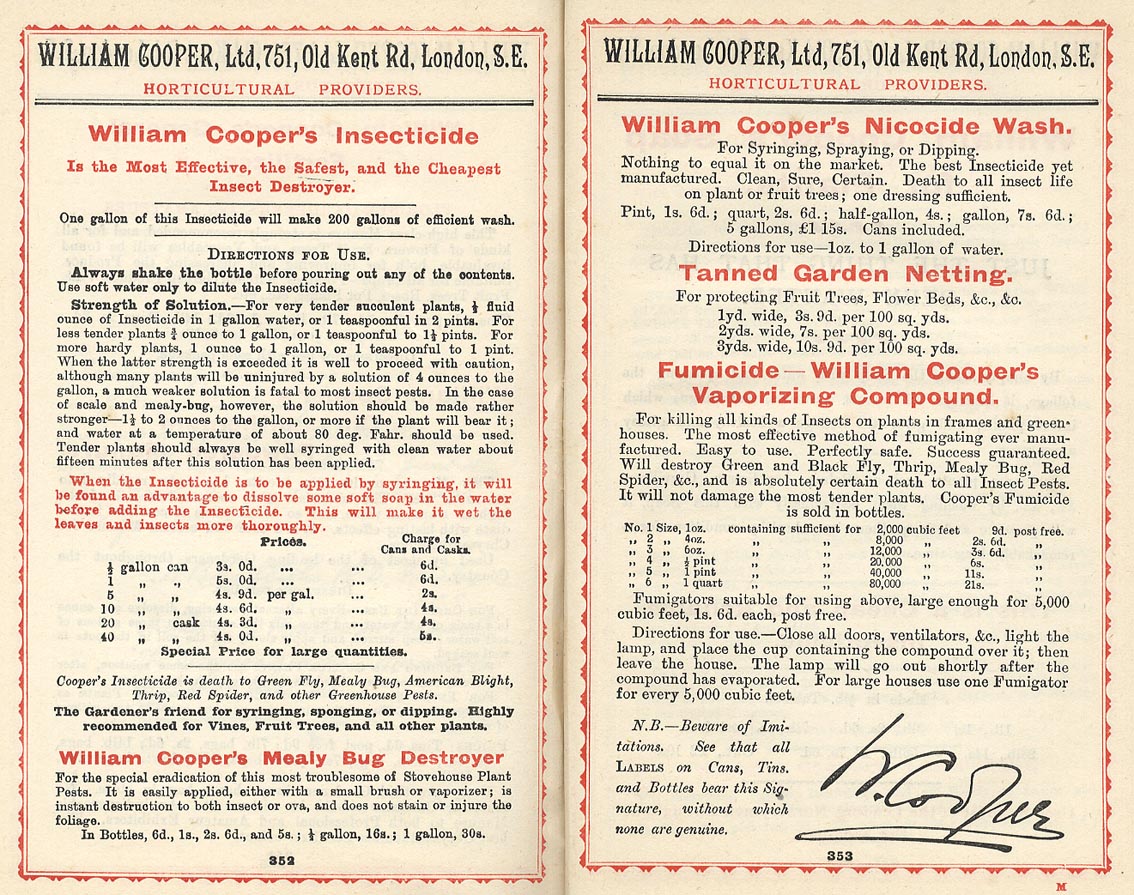 WILLIAM COOPER, Ltd, 751, Old Kent Rd, London, S.E.
HORTICULTURAL PROVIDERS.
William Cooper's Insecticide
Is the Most Effective, the Safest, and the Cheapest
Insect Destroyer.
One gallon of this Insecticide will make 200 gallons of efficient wash.
DIRECTIONS FOR USE.
Always shake the bottle before pouring out any of the contents.
Use soft water only to dilute the Insecticide.
Strength of Solution.—For very tender succulent plants, ½ fluid
ounce of Insecticide in 1 gallon water, or 1 teaspoonful in 2 pints. For
less tender plants ¾ ounce to 1 gallon, or 1 teaspoonful to 1½ pints. For
more hardy plants, 1 ounce to 1 gallon, or 1 teaspoonful to 1 pint.
When the latter strength is exceeded it is well to proceed with caution,
although many plants will be uninjured by a solution of 4 ounces to the
gallon, a much weaker solution is fatal to most insect pests. In the case
of scale and mealy-bug, however, the solution should be made rather
stronger—1½ to 2 ounces to the gallon, or more if the plant will bear it;
and water at a temperature of about 80 deg. Fahr. should be used.
Tender plants should always be well syringed with clean water about
fifteen minutes after this solution has been applied.
When the Insecticide is to be applied by syringing, it will
be found an advantage to dissolve some soft soap in the water
before adding the Insecticide. This will make it wet the
leaves and insects more thoroughly.
Prices. Charge for
Cans and Casks.
½ gallon can 3s. 0d. ... ... 6d.
1 „ „ 5s. 0d. ... ... 6d.
5 „ „ 4s. 9d. per gal. ... 2s.
10 „ „ 4s. 6d. „ ... 4s.
20 „ cask 4s. 3d. „ ... 4s.
40 „ „ 4s. 0d. „ ... 5s.
Special Price for large quantities.
Cooper's Insecticide is death to Green Fly, Mealy Bug, American Blight,
Thrip, Red Spider, and other Greenhouse Pests.
The Gardener's friend for syringing, sponging, or dipping. Highly
recommended for Vines, Fruit Trees, and all other plants.
William Cooper's Mealy Bug Destroyer
For the special eradication of this most troublesome of Stovehouse Plant
Pests. It is easily applied, either with a small brush or vaporizer; is
instant destruction to both insect or ova, and does not stain or injure the
foliage.
In Bottles, 6d., 1s., 2s. 6d., and 5s.; ½ gallon, 16s.; 1 gallon, 30s.
352
WILLIAM COOPER, Ltd, 751, Old Kent Rd, London, S.E.
HORTICULTURAL PROVIDERS.
William Cooper's Nicocide Wash.
For Syringing, Spraying, or Dipping.
Nothing to equal it on the market. The best Insecticide yet
manufactured. Clean, Sure, Certain. Death to all insect life
on plant or fruit trees; one dressing sufficient.
Pint, 1s. 6d.; quart, 2s. 6d.; half-gallon, 4s.; gallon, 7s. 6d.;
5 gallons, £1 15s. Cans included.
Directions for use—1oz. to 1 gallon of water.
Tanned Garden Netting.
For protecting Fruit Trees, Flower Beds, &c., &c.
1yd. wide, 3s. 9d. per 100 sq. yds.
2yds. wide, 7s. per 100 sq. yds.
3yds. wide, 10s. 9d. per 100 sq. yds.
Fumicide—William Cooper's
Vaporizing Compound.
For killing all kinds of Insects on plants in frames and green-
houses. The most effective method of fumigating ever manu-
factured. Easy to use. Perfectly safe. Success guaranteed.
Will destroy Green and Black Fly, Thrip, Mealy Bug, Red
Spider, &c., and is absolutely certain death to all Insect Pests.
It will not damage the most tender plants. Cooper's Fumicide
is sold in bottles.
No. 1 Size, 1oz. containing sufficient for 2,000 cubic feet 9d. post free.
„ 2 „ 4oz. „ „ 8,000 „ 2s. 6d. „
„ 3 „ 6oz. „ „ 12,000 „ 3s. 6d. „
„ 4 „ ½ pint „ „ 20,000 „ 6s. „
„ 5 „ 1 pint „ „ 40,000 „ 11s. „
„ 6 „ 1 quart „ „ 80,000 „ 21s. „
Fumigators suitable for using above, large enough for 5,000
cubic feet, 1s. 6d. each, post free.
Directions for use.—Close all doors, ventilators, &c., light the
lamp, and place the cup containing the compound over it; then
leave the house. The lamp will go out shortly after the
compound has evaporated. For large houses use one Fumigator
for every 5,000 cubic feet.
N.B.—Beware of Imi-
tations. See that all
LABELS on Cans, Tins.
and Bottles bear this Sig-
nature, without which
none are genuine.
W. Cooper
353
M